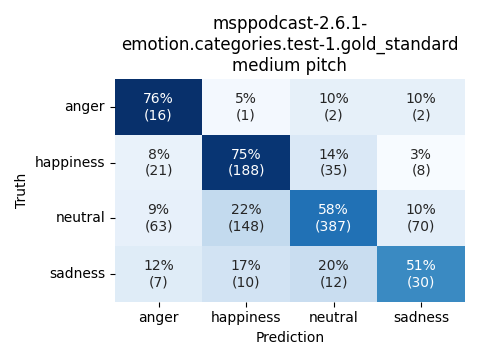 msppodcast-2.6.1-
emotion.categories.test-1.gold_standard
medium pitch
Truth
anger
76% 5% 10% 10%
(16) (1) (2) (2)
happiness
8% 75% 14% 3%
(21) (188) (35) (8)
neutral
9% 22% 58% 10%
(63) (148) (387) (70)
sadness
12% 17% 20% 51%
(7) (10) (12) (30)
anger happiness neutral sadness
Prediction